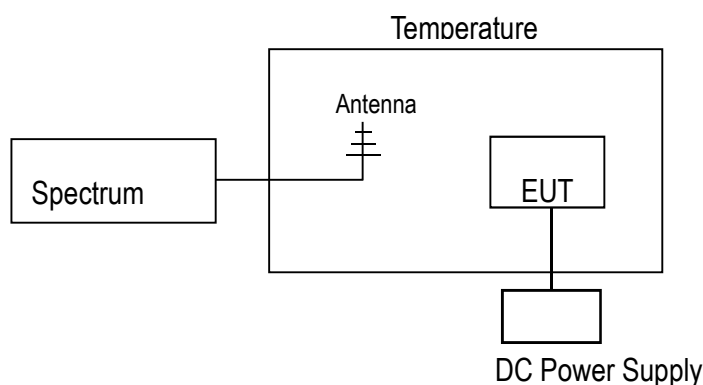 Temperature
Antenna
Spectrum
EUT
DC Power Supply